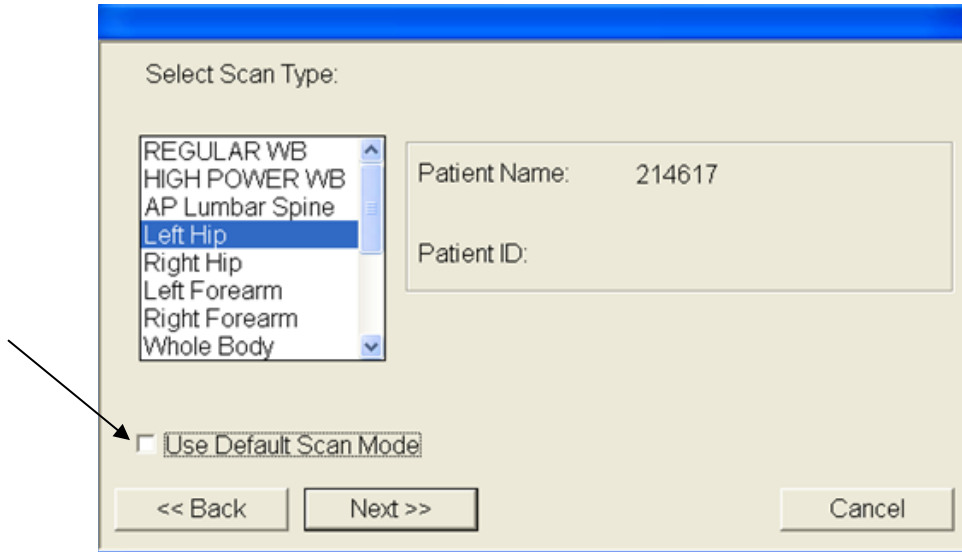 Select Scan Type:
REGULAR WB
HIGH POWER WB
AP Lumbar Spine
Left Hip
Right Hip
Left Forearm
Right Forearm
Whole Body
Patient Name: 214617
Patient ID:
Use Default Scan Mode
<< Back
Next >>
Cancel